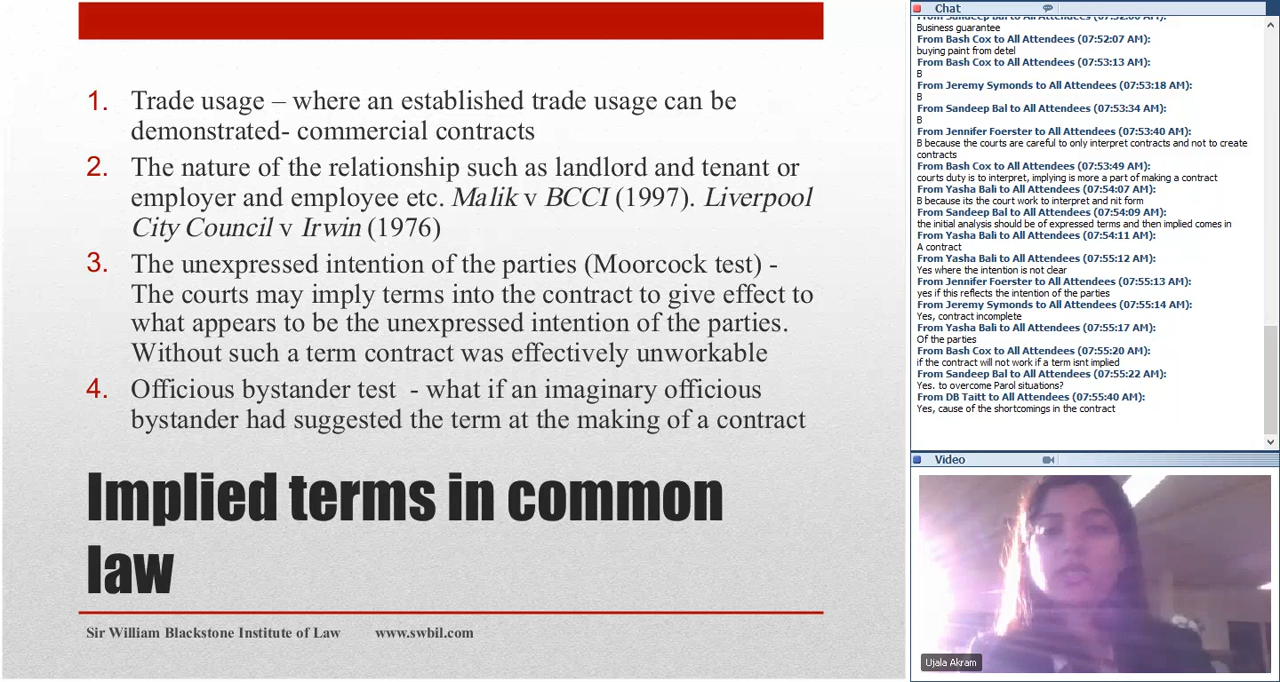 1. Trade usage – where an established trade usage can be
demonstrated- commercial contracts
2. The nature of the relationship such as landlord and tenant or
employer and employee etc. Malik v BCCI (1997). Liverpool
City Council v Irwin (1976)
3. The unexpressed intention of the parties (Moorcock test) -
The courts may imply terms into the contract to give effect to
what appears to be the unexpressed intention of the parties.
Without such a term contract was effectively unworkable
4. Officious bystander test - what if an imaginary officious
bystander had suggested the term at the making of a contract
Implied terms in common
law
Sir William Blackstone Institute of Law www.swbil.com
Chat
From Sandeep Bal to All Attendees (07:52:00 AM):
Business guarantee
From Bash Cox to All Attendees (07:52:07 AM):
buying paint from detel
From Bash Cox to All Attendees (07:53:13 AM):
B
From Jeremy Symonds to All Attendees (07:53:18 AM):
B
From Sandeep Bal to All Attendees (07:53:34 AM):
B
From Jennifer Foerster to All Attendees (07:53:40 AM):
B because the courts are careful to only interpret contracts and not to create
contracts
From Bash Cox to All Attendees (07:53:49 AM):
courts duty is to interpret, implying is more a part of making a contract
From Yasha Bali to All Attendees (07:54:07 AM):
B because its the court work to interpret and nit form
From Sandeep Bal to All Attendees (07:54:09 AM):
the initial analysis should be of expressed terms and then implied comes in
From Yasha Bali to All Attendees (07:54:11 AM):
A contract
From Yasha Bali to All Attendees (07:55:12 AM):
Yes where the intention is not clear
From Jennifer Foerster to All Attendees (07:55:13 AM):
yes if this reflects the intention of the parties
From Jeremy Symonds to All Attendees (07:55:14 AM):
Yes, contract incomplete
From Yasha Bali to All Attendees (07:55:17 AM):
Of the parties
From Bash Cox to All Attendees (07:55:20 AM):
if the contract will not work if a term isnt implied
From Sandeep Bal to All Attendees (07:55:22 AM):
Yes. to overcome Parol situations?
From DB Taitt to All Attendees (07:55:40 AM):
Yes, cause of the shortcomings in the contract
Video
Ujala Akram